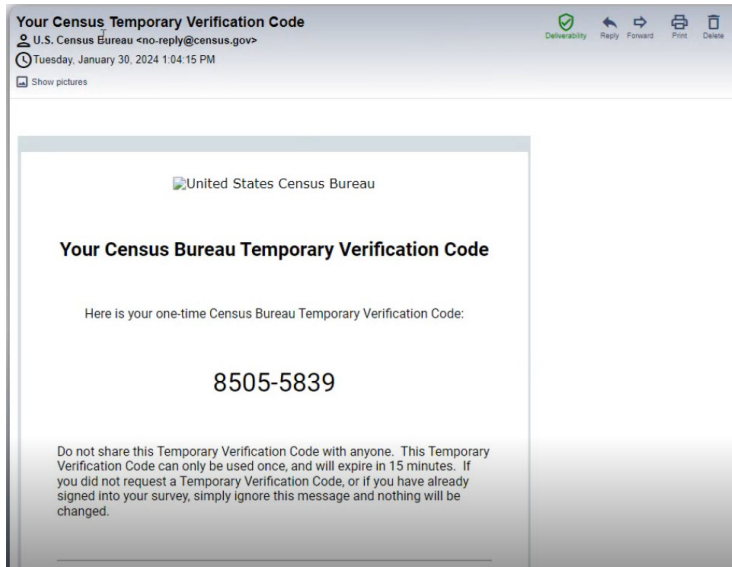 Your Census Temporary Verification Code
U.S. Census Bureau <no-reply@census.gov>
Tuesday, January 30, 2024 1:04:15 PM
Show pictures
Deliverability
Reply
Forward
Print
Delete
United States Census Bureau
Your Census Bureau Temporary Verification Code
Here is your one-time Census Bureau Temporary Verification Code:
8505-5839
Do not share this Temporary Verification Code with anyone.  This Temporary
Verification Code can only be used once, and will expire in 15 minutes.  If
you did not request a Temporary Verification Code, or if you have already
signed into your survey, simply ignore this message and nothing will be
changed.